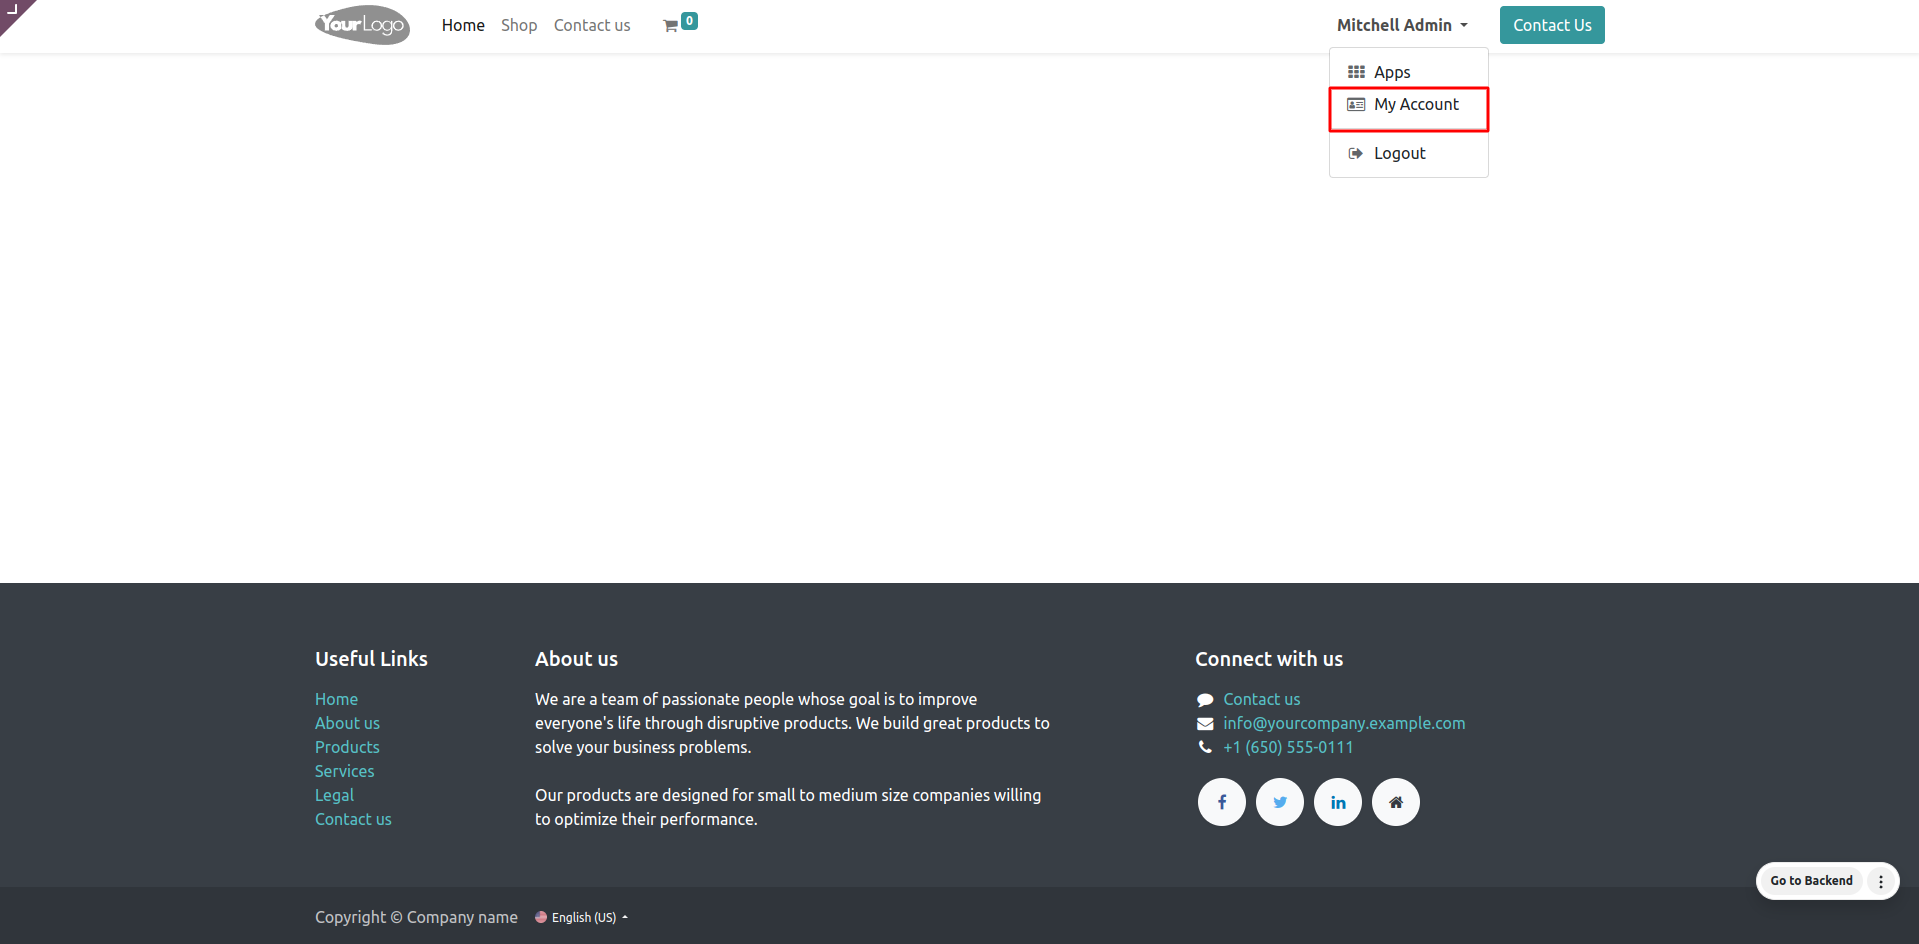 YourLogo
Home
Shop
Contact us
0
Mitchell Admin
Contact Us
Apps
My Account
Logout
Useful Links
Home
About us
Products
Services
Legal
Contact us
About us
We are a team of passionate people whose goal is to improve
everyone's life through disruptive products. We build great products to
solve your business problems.
Our products are designed for small to medium size companies willing
to optimize their performance.
Connect with us
Contact us
info@yourcompany.example.com
+1 (650) 555-0111
Go to Backend
Copyright © Company name
English (US)